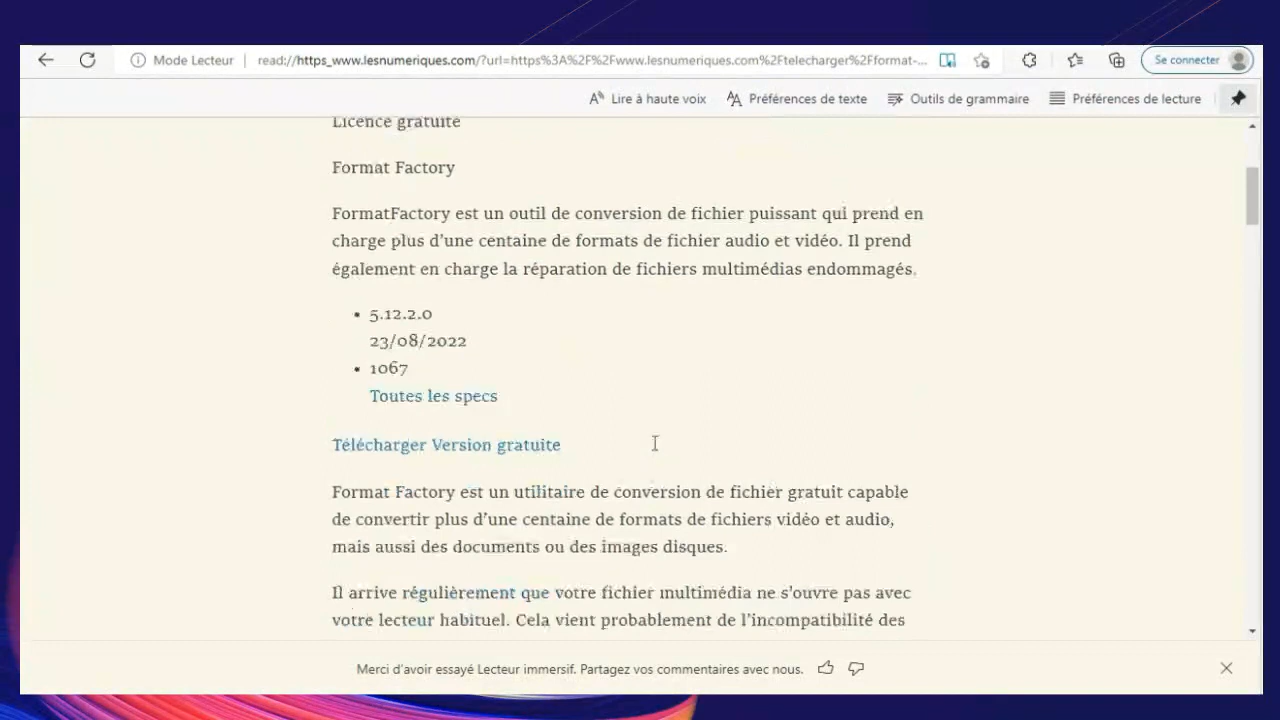 Mode Lecteur
read://https_www.lesnumeriques.com/?url=https%3A%2F%2Fwww.lesnumeriques.com%2Ftelecharger%2Fformat-...
Se connecter
Lire à haute voix
Préférences de texte
Outils de grammaire
Préférences de lecture
Licence gratuite
Format Factory
FormatFactory est un outil de conversion de fichier puissant qui prend en
charge plus d’une centaine de formats de fichier audio et vidéo. Il prend
également en charge la réparation de fichiers multimédias endommagés.
• 5.12.2.0
23/08/2022
• 1067
Toutes les specs
Télécharger Version gratuite
Format Factory est un utilitaire de conversion de fichier gratuit capable
de convertir plus d’une centaine de formats de fichiers vidéo et audio,
mais aussi des documents ou des images disques.
Il arrive régulièrement que votre fichier multimédia ne s'ouvre pas avec
votre lecteur habituel. Cela vient probablement de l’incompatibilité des
Merci d'avoir essayé Lecteur immersif. Partagez vos commentaires avec nous.